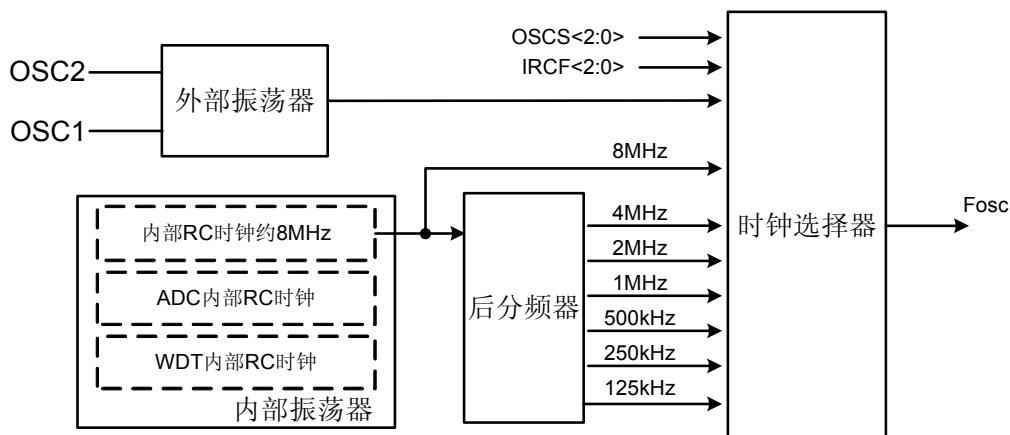 OSC2
OSC1
外部振荡器
OSCS<2:0>
IRCF<2:0>
8MHz
内部RC时钟约8MHz
ADC内部RC时钟
WDT内部RC时钟
内部振荡器
后分频器
4MHz
2MHz
1MHz
500kHz
250kHz
125kHz
时钟选择器
Fosc